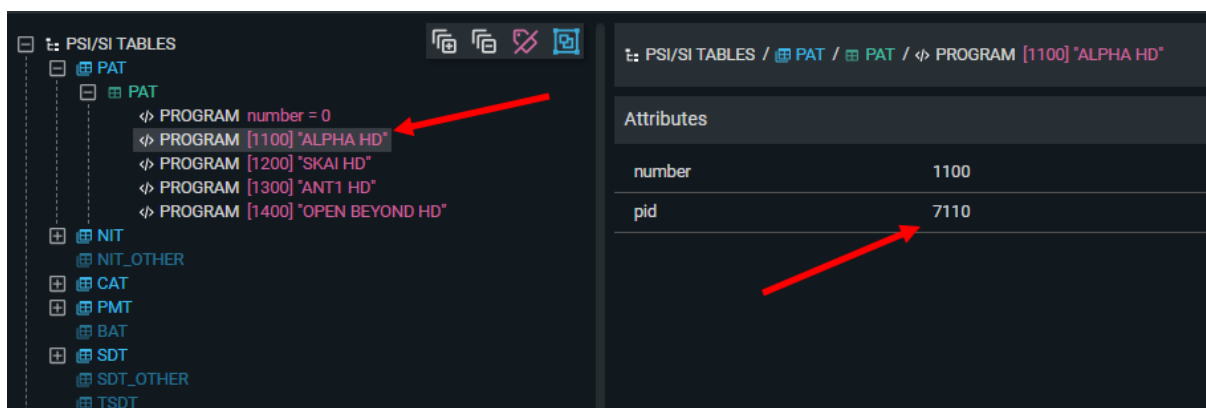 PSI/SI TABLES
PAT
PAT
PROGRAM number = 0
PROGRAM [1100] "ALPHA HD"
PROGRAM [1200] "SKAI HD"
PROGRAM [1300] "ANT1 HD"
PROGRAM [1400] "OPEN BEYOND HD"
NIT
NIT_OTHER
CAT
PMT
BAT
SDT
SDT_OTHER
TSDT
PSI/SI TABLES / PAT / PAT / PROGRAM [1100] "ALPHA HD"
Attributes
number 1100
pid 7110